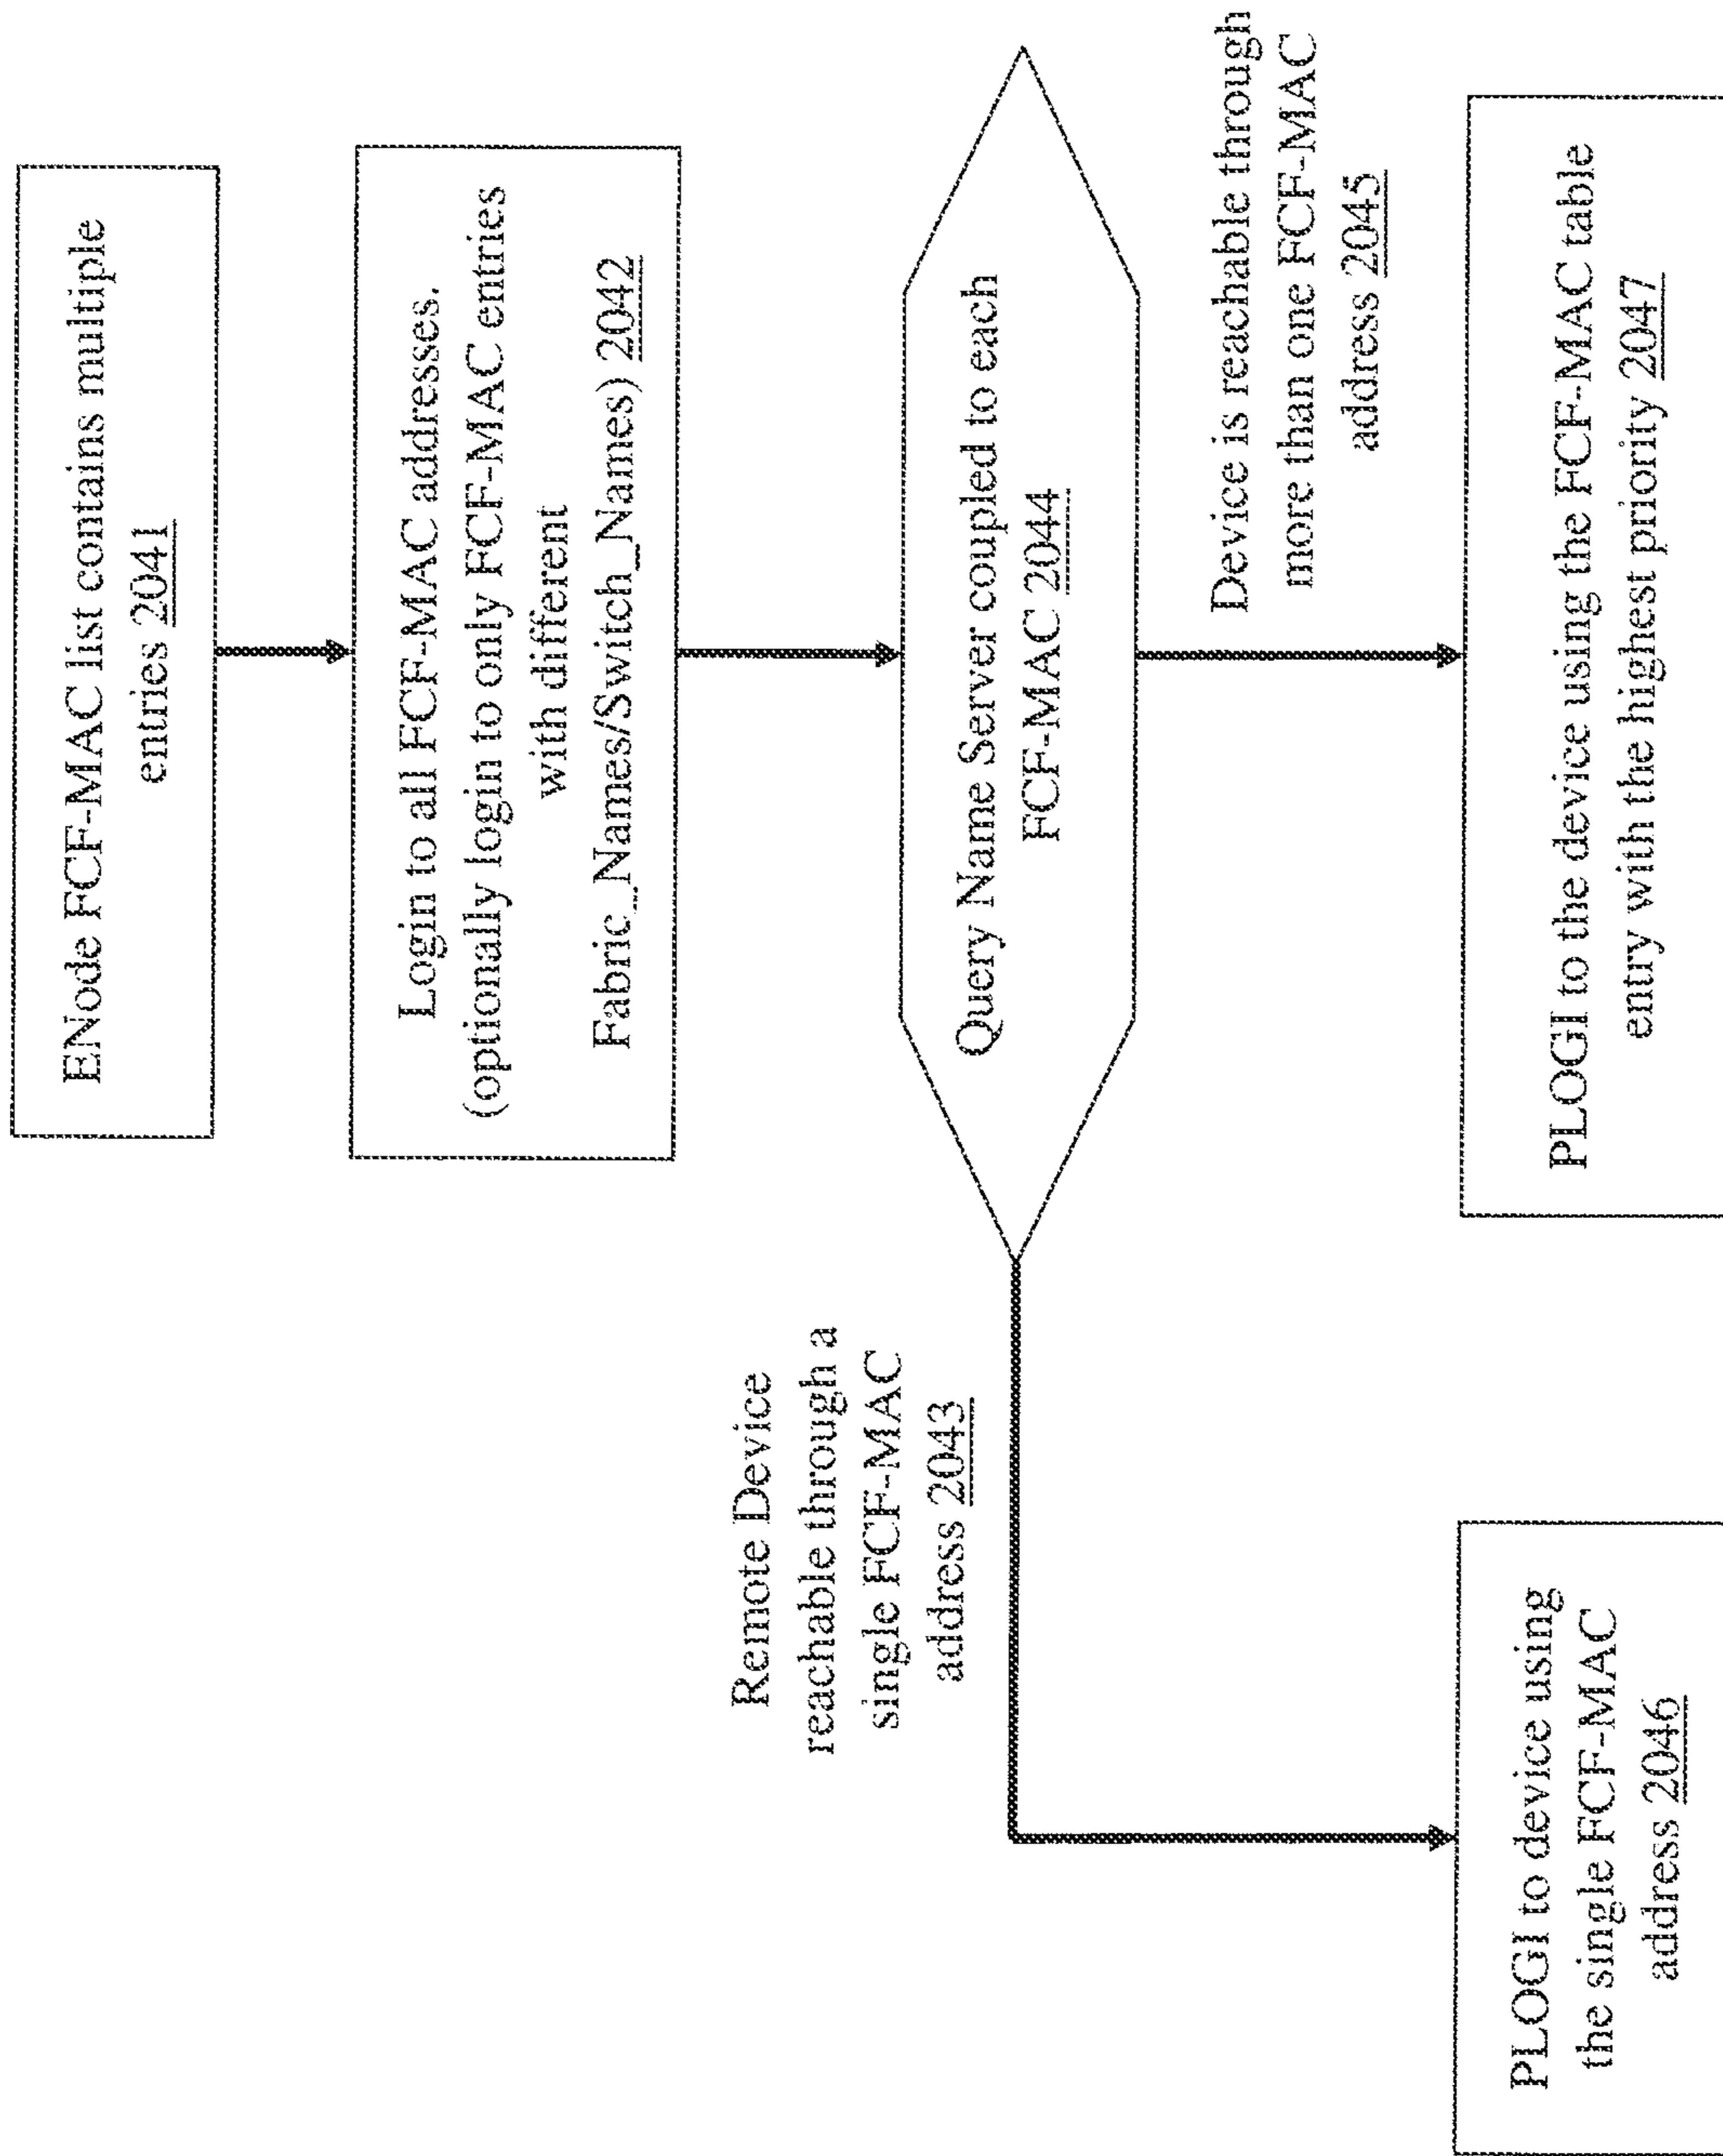 ENode FCF-MAC list contains multiple
entries 2041
Login to all FCF-MAC addresses.
(optionally login to only FCF-MAC entries
with different
Fabric_Names/Switch_Names) 2042
Query Name Server coupled to each
FCF-MAC 2044
Remote Device
reachable through a
single FCF-MAC
address 2043
Device is reachable through
more than one FCF-MAC
address 2045
PLOGI to device using
the single FCF-MAC
address 2046
PLOGI to the device using the FCF-MAC table
entry with the highest priority 2047